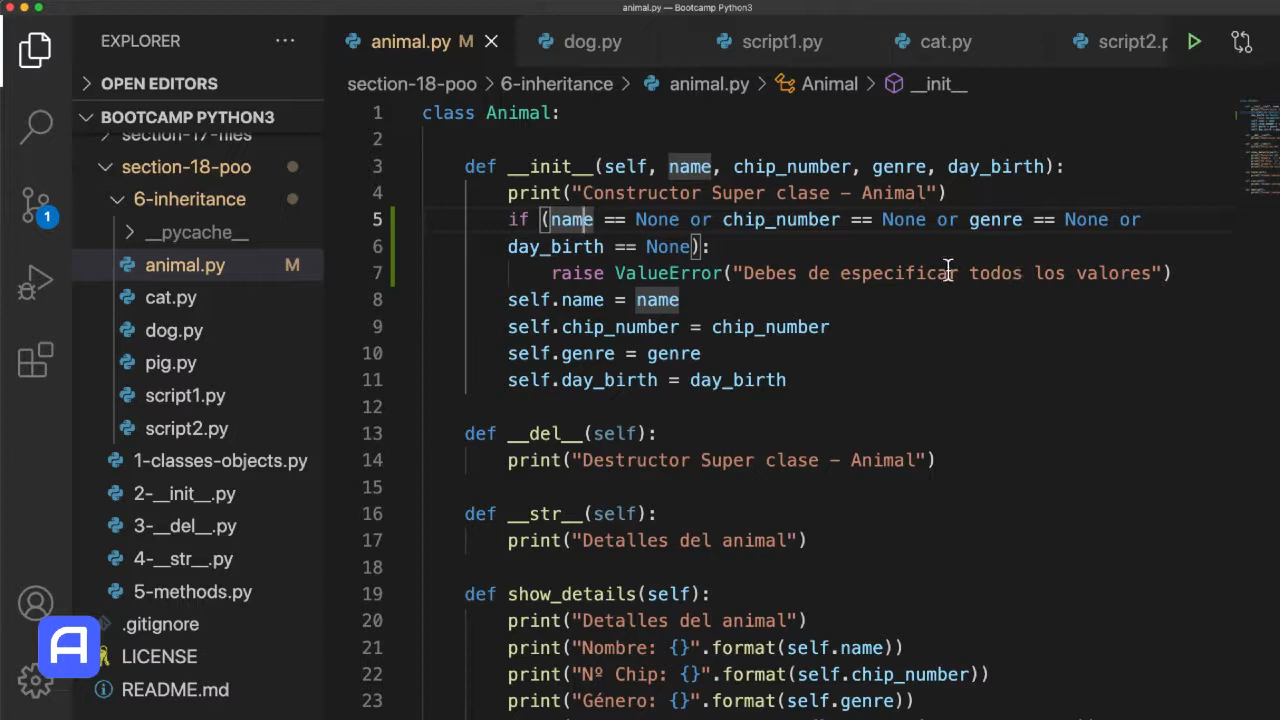 animal.py — Bootcamp Python3
EXPLORER
OPEN EDITORS
BOOTCAMP PYTHON3
section-17-files
section-18-poo
6-inheritance
__pycache__
animal.py M
cat.py
dog.py
pig.py
script1.py
script2.py
1-classes-objects.py
2-__init__.py
3-__del__.py
4-__str__.py
5-methods.py
.gitignore
LICENSE
README.md
1
A
animal.py M
dog.py
script1.py
cat.py
script2.p
section-18-poo > 6-inheritance > animal.py > Animal > __init__
1 class Animal:
2
3 def __init__(self, name, chip_number, genre, day_birth):
4 print("Constructor Super clase – Animal")
5 if (name == None or chip_number == None or genre == None or
6 day_birth == None):
7 raise ValueError("Debes de especificar todos los valores")
8 self.name = name
9 self.chip_number = chip_number
10 self.genre = genre
11 self.day_birth = day_birth
12
13 def __del__(self):
14 print("Destructor Super clase – Animal")
15
16 def __str__(self):
17 print("Detalles del animal")
18
19 def show_details(self):
20 print("Detalles del animal")
21 print("Nombre: {}".format(self.name))
22 print("Nº Chip: {}".format(self.chip_number))
23 print("Género: {}".format(self.genre))